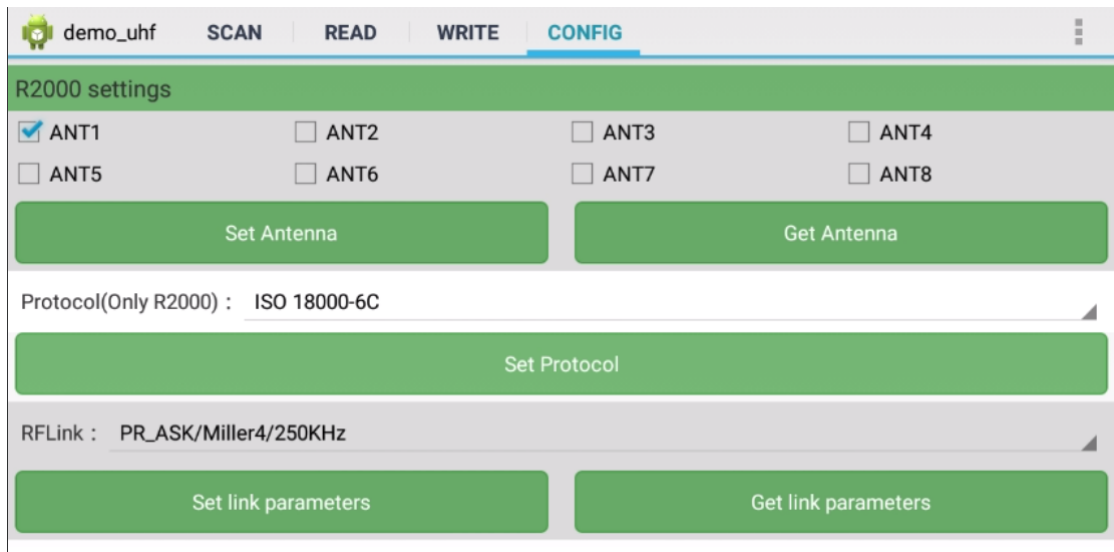 demo_uhf SCAN READ WRITE CONFIG
R2000 settings
ANT1 ANT2 ANT3 ANT4
ANT5 ANT6 ANT7 ANT8
Set Antenna Get Antenna
Protocol(Only R2000) : ISO 18000-6C
Set Protocol
RFLink : PR_ASK/Miller4/250KHz
Set link parameters Get link parameters